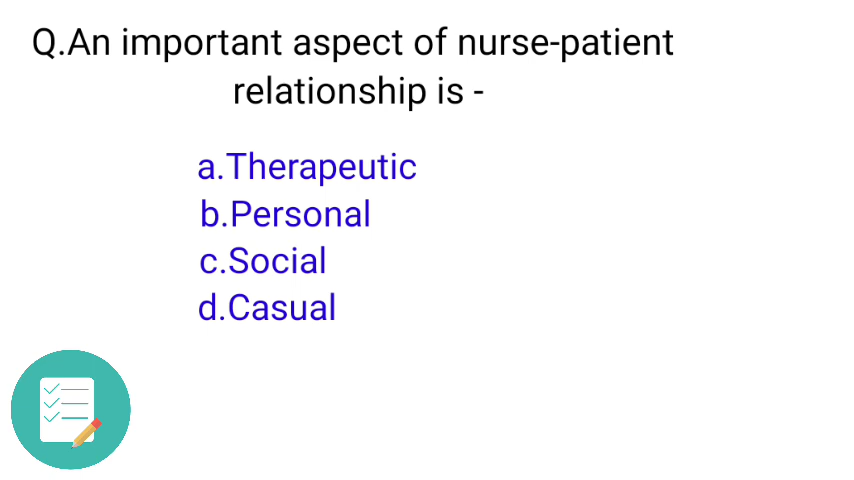 Q.An important aspect of nurse-patient
relationship is -
a.Therapeutic
b.Personal
c.Social
d.Casual